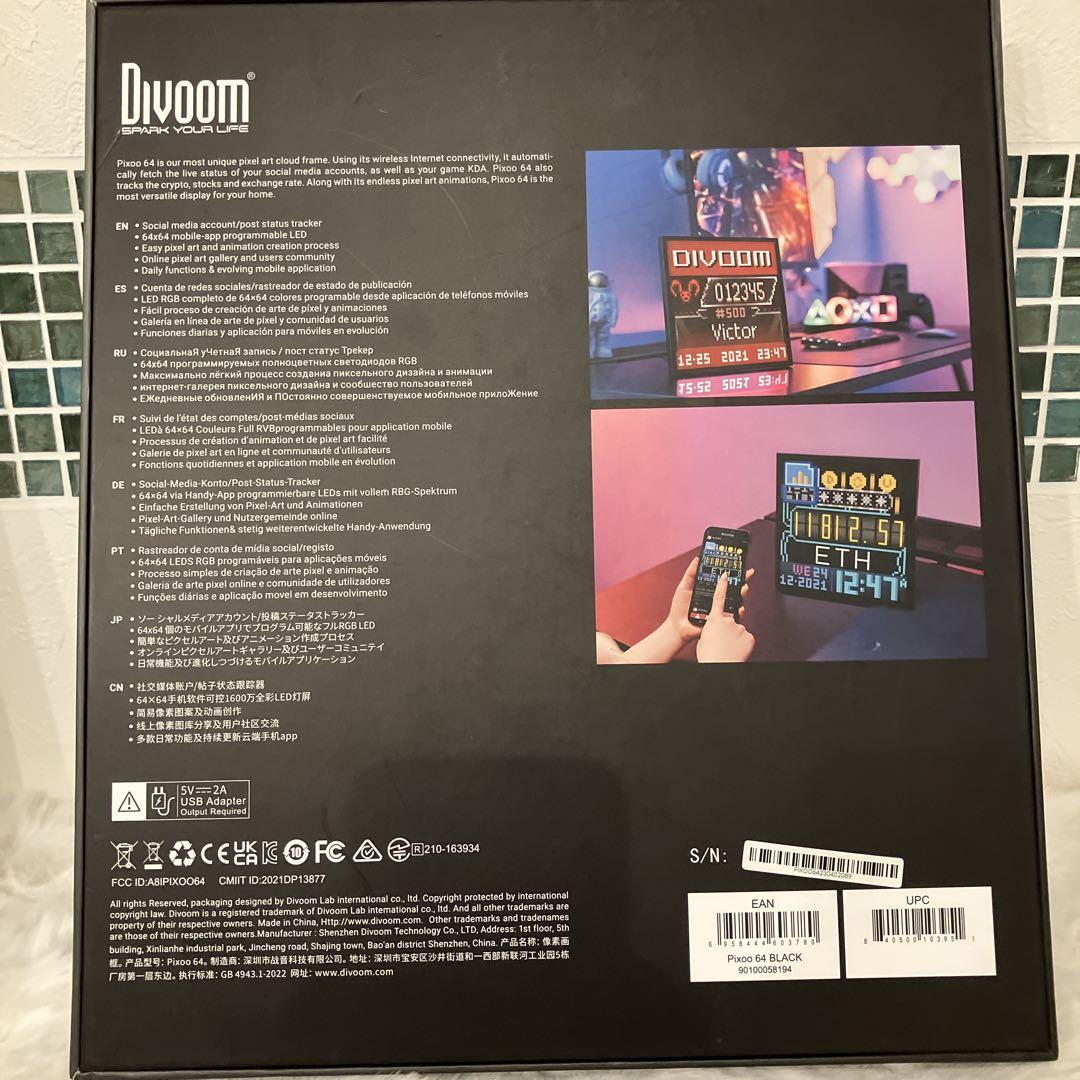 DIVOOM®
SPARK YOUR LIFE
Pixoo 64 is our most unique pixel art cloud frame. Using its wireless Internet connectivity, it automati-
cally fetch the live status of your social media accounts, as well as your game KDA. Pixoo 64 also
tracks the crypto, stocks and exchange rate. Along with its endless pixel art animations, Pixoo 64 is the
most versatile display for your home.
EN • Social media account/post status tracker
• 64x64 mobile-app programmable LED
• Easy pixel art and animation creation process
• Online pixel art gallery and users community
• Daily functions & evolving mobile application
ES • Cuenta de redes sociales/rastreador de estado de publicación
• LED RGB completo de 64×64 colores programable desde aplicación de teléfonos móviles
• Fácil proceso de creación de arte de píxel y animaciones
• Galería en línea de arte de pixel y comunidad de usuarios
• Funciones diarias y aplicación para móviles en evolución
RU • СоциальнаЯ уЧетнаЯ запись / пост статус Трекер
• 64x64 программируемых полноцветных светодиодов RGB
• Максимально лёгкий процесс создания пиксельного дизайна и анимации
• интернет-галерея пиксельного дизайна и сообшество пользователей
• ЕЖедневные обновленИЯ и ПОстоянно совершенствуемое мобильное прилоЖение
FR • Suivi de l'état des comptes/post-médias sociaux
• LEDà 64×64 Couleurs Full RVBprogrammables pour application mobile
• Processus de création d'animation et de pixel art facilité
• Galerie de pixel art en ligne et communauté d'utilisateurs
• Fonctions quotidiennes et application mobile en évolution
DE • Social-Media-Konto/Post-Status-Tracker
• 64×64 via Handy-App programmierbare LEDs mit vollem RBG-Spektrum
• Einfache Erstellung von Pixel-Art und Animationen
• Pixel-Art-Gallery und Nutzergemeinde online
• Tägliche Funktionen& stetig weiterentwickelte Handy-Anwendung
PT • Rastreador de conta de mídia social/registo
• 64×64 LEDS RGB programáveis para aplicações móveis
• Processo simples de criação de arte pixel e animação
• Galeria de arte pixel online e comunidade de utilizadores
• Funções diárias e aplicação movel em desenvolvimento
JP • ソー シャルメディアアカウント/投稿ステータストラッカー
• 64x64 個のモバイルアプリでプログラム可能なフルRGB LED
• 簡単なピクセルアート及びアニメーション作成プロセス
• オンラインピクセルアートギャラリー及びユーザーコミュニテイ
• 日常機能及び進化しつづけるモバイルアプリケーション
CN • 社交媒体账户/帖子状态跟踪器
• 64×64手机软件可控1600万全彩LED灯屏
• 简易像素图案及动画创作
• 线上像素图库分享及用户社区交流
• 多款日常功能及持续更新云端手机app
DIVOOM
012345
#500
Victor
12:25 2021 23:47
11812.57
ETH
WE 24
12·2021 12:47
5V⎓2A
USB Adapter
Output Required
CE UK CA 10 FC R 210-163934
FCC ID:A8IPIXOO64 CMIIT ID:2021DP13877
All rights Reserved, packaging designed by Divoom Lab international co., ltd. Copyright protected by international
copyright law. Divoom is a registered trademark of Divoom Lab international co., ltd. And all other trademarks are
property of their respective owners. Made in China, Http://www.divoom.com. Other trademarks and tradenames
are those of their respective owners.Manufacturer : Shenzhen Divoom Technology Co., LTD, Address: 1st floor, 5th
building, Xinlianhe industrial park, Jincheng road, Shajing town, Bao'an district Shenzhen, China. 产品名称: 像素画
框。产品型号: Pixoo 64。制造商: 深圳市战音科技有限公司。地址: 深圳市宝安区沙井街道和一西部新联河工业园5栋
厂房第一层东边。执行标准: GB 4943.1-2022 网址: www.divoom.com
S/N:
PIXOO64230402089
EAN
6 958444 603780
Pixoo 64 BLACK
90100058194
UPC
8 40500 10395 1